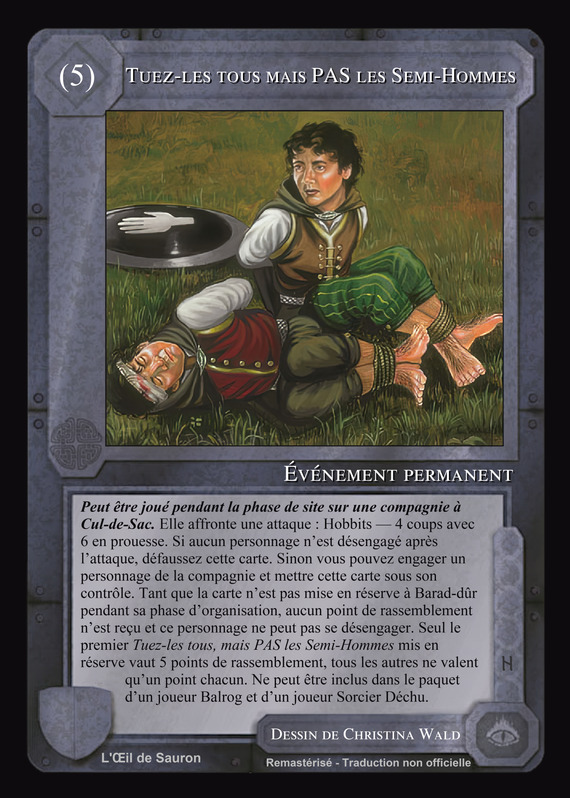 (5)
Tuez-les tous mais PAS les Semi-Hommes
Événement permanent
Peut être joué pendant la phase de site sur une compagnie à
Cul-de-Sac. Elle affronte une attaque : Hobbits — 4 coups avec
6 en prouesse. Si aucun personnage n'est désengagé après
l'attaque, défaussez cette carte. Sinon vous pouvez engager un
personnage de la compagnie et mettre cette carte sous son
contrôle. Tant que la carte n'est pas mise en réserve à Barad-dûr
pendant sa phase d'organisation, aucun point de rassemblement
n'est reçu et ce personnage ne peut pas se désengager. Seul le
premier Tuez-les tous, mais PAS les Semi-Hommes mis en
réserve vaut 5 points de rassemblement, tous les autres ne valent
qu'un point chacun. Ne peut être inclus dans le paquet
d'un joueur Balrog et d'un joueur Sorcier Déchu.
Dessin de Christina Wald
L'Œil de Sauron
Remastérisé - Traduction non officielle